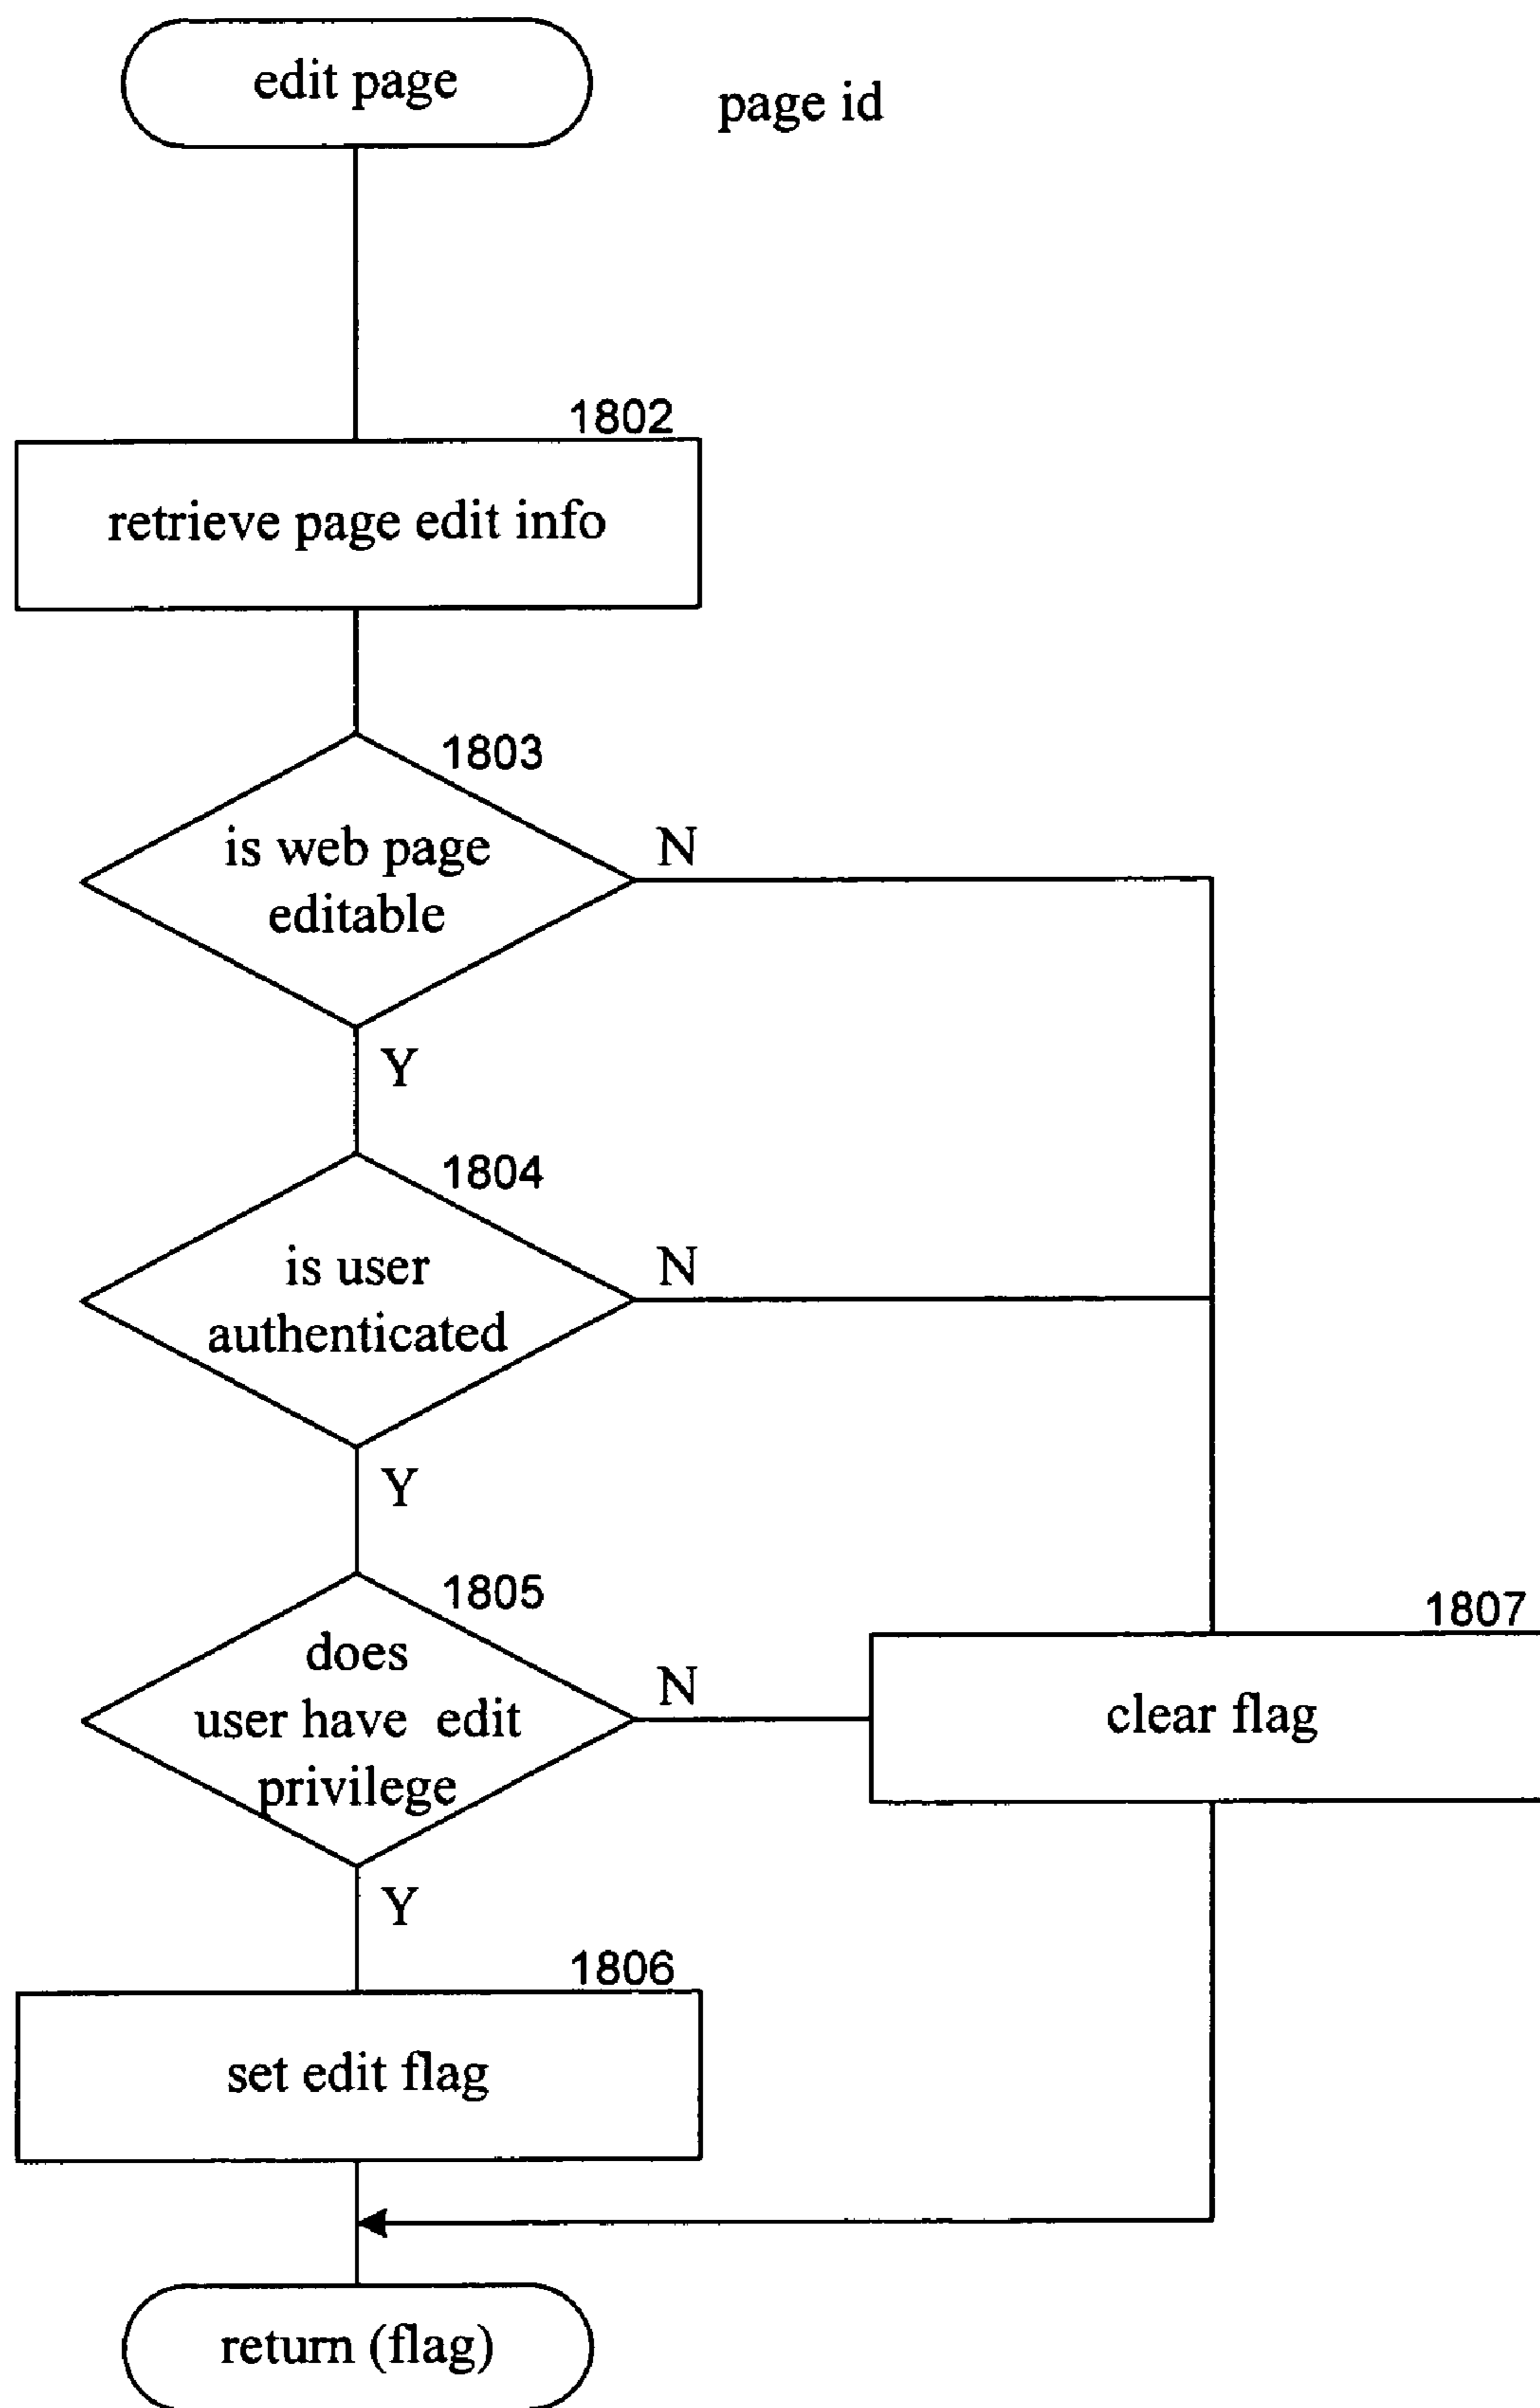 edit page
page id
1802
retrieve page edit info
1803
is web page
editable
N
Y
1804
is user
authenticated
N
Y
1805
does
user have edit
privilege
N
1807
clear flag
Y
1806
set edit flag
return (flag)